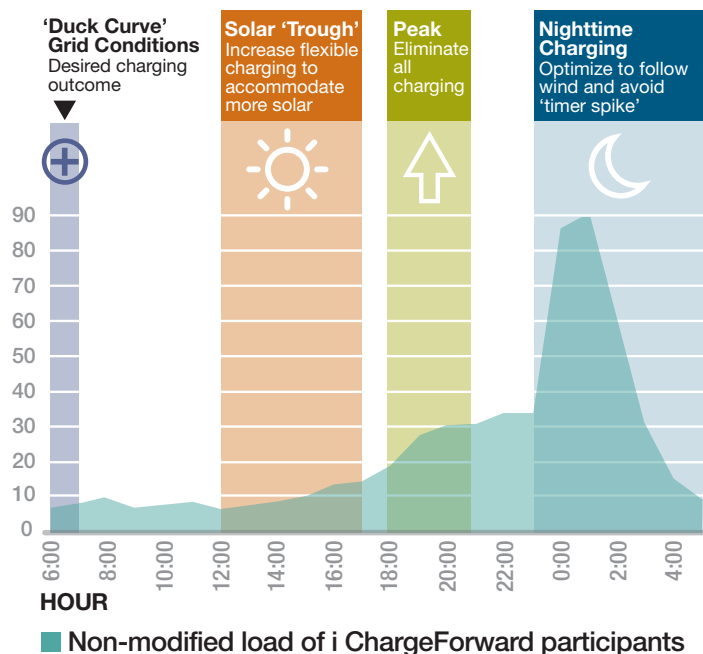 ‘Duck Curve’
Grid Conditions
Desired charging
outcome
Solar ‘Trough’
Increase flexible
charging to
accommodate
more solar
Peak
Eliminate
all
charging
Nighttime
Charging
Optimize to follow
wind and avoid
‘timer spike’
90
80
70
60
50
40
30
20
10
0
6:00
8:00
10:00
12:00
14:00
16:00
18:00
20:00
22:00
0:00
2:00
4:00
HOUR
Non-modified load of i ChargeForward participants